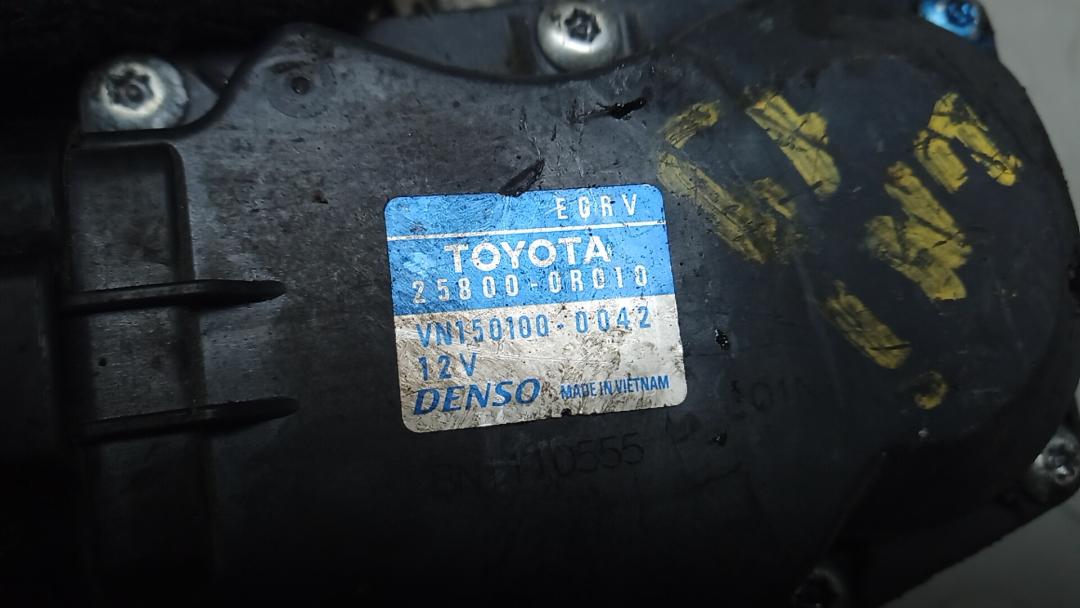 EGRV
TOYOTA
25800-0R010
VN150100-0042
12V
DENSO MADE IN VIETNAM